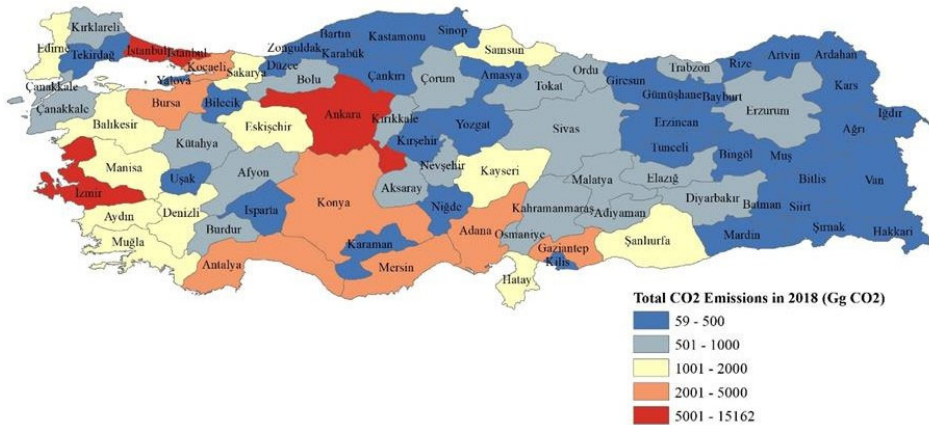 Kırklareli
Edirne
Tekirdağ
İstanbul
İstanbul
Kocaeli
Yalova
Sakarya
Düzce
Zonguldak
Bartın
Karabük
Kastamonu
Sinop
Samsun
Bolu
Çankırı
Çorum
Amasya
Tokat
Ordu
Giresun
Trabzon
Rize
Artvin
Ardahan
Kars
Gümüşhane
Bayburt
Erzurum
Iğdır
Ağrı
Çanakkale
Çanakkale
Balıkesir
Bursa
Bilecik
Eskişehir
Ankara
Kırıkkale
Kırşehir
Yozgat
Sivas
Erzincan
Tunceli
Bingöl
Muş
Bitlis
Van
Kütahya
Manisa
Uşak
Afyon
İzmir
Aydın
Denizli
Muğla
Burdur
Isparta
Antalya
Konya
Aksaray
Nevşehir
Kayseri
Niğde
Karaman
Mersin
Adana
Kahramanmaraş
Malatya
Elazığ
Adıyaman
Diyarbakır
Batman
Siirt
Şırnak
Hakkari
Mardin
Şanlıurfa
Gaziantep
Kilis
Osmaniye
Hatay
Total CO2 Emissions in 2018 (Gg CO2)
59 - 500
501 - 1000
1001 - 2000
2001 - 5000
5001 - 15162